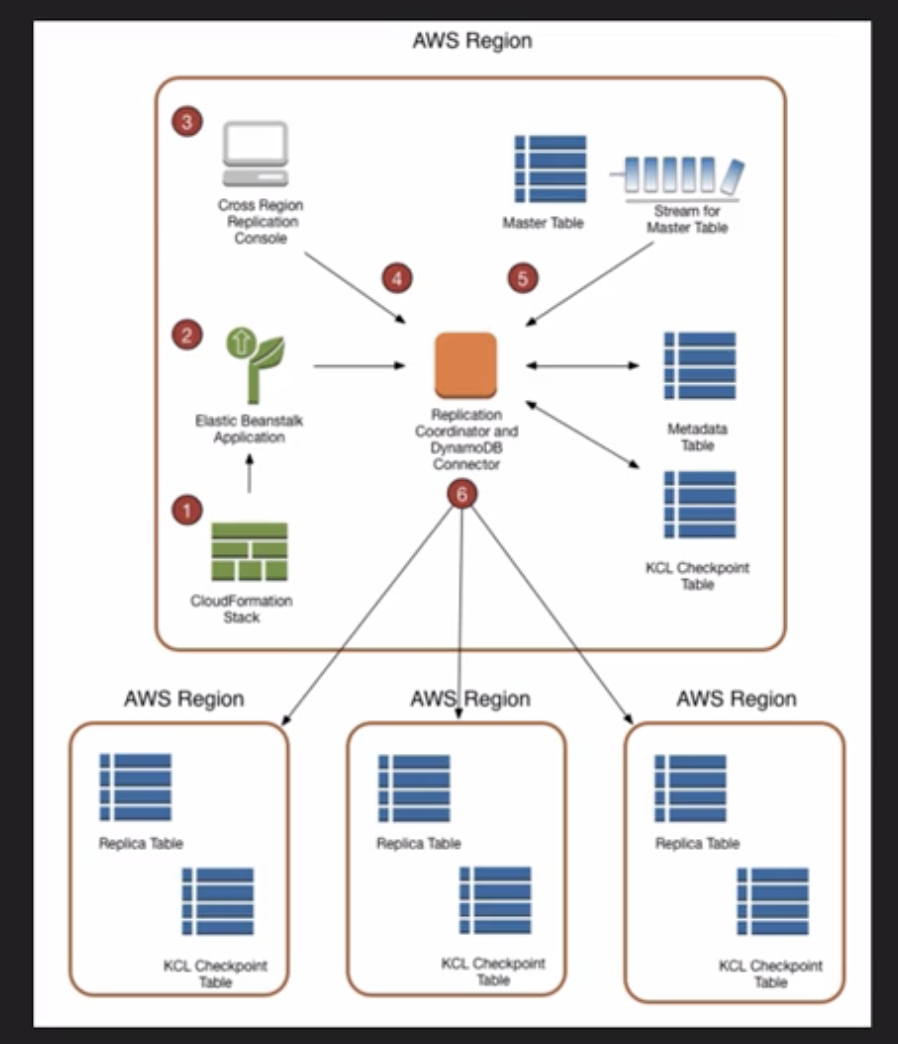 AWS Region
3
Cross Region
Replication
Console
Master Table
Stream for
Master Table
4
5
2
Elastic Beanstalk
Application
Replication
Coordinator and
DynamoDB
Connector
Metadata
Table
6
1
CloudFormation
Stack
KCL Checkpoint
Table
AWS Region
AWS Region
AWS Region
Replica Table
Replica Table
Replica Table
KCL Checkpoint
Table
KCL Checkpoint
Table
KCL Checkpoint
Table